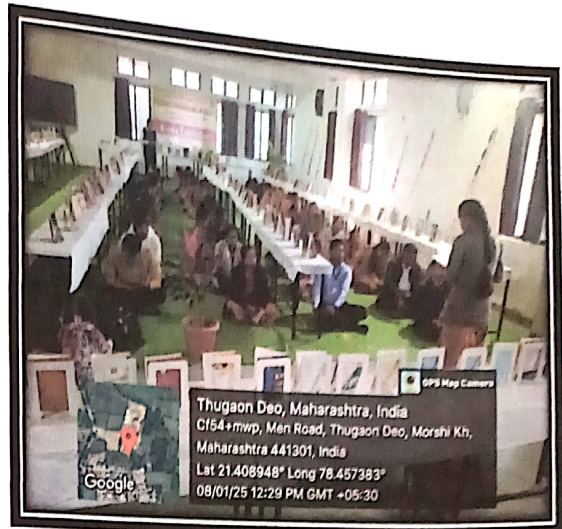 GPS Map Camera
Thugaon Deo, Maharashtra, India
Cf54+mwp, Men Road, Thugaon Deo, Morshi Kh,
Maharashtra 441301, India
Lat 21.408948° Long 78.457383°
08/01/25 12:29 PM GMT +05:30
Google